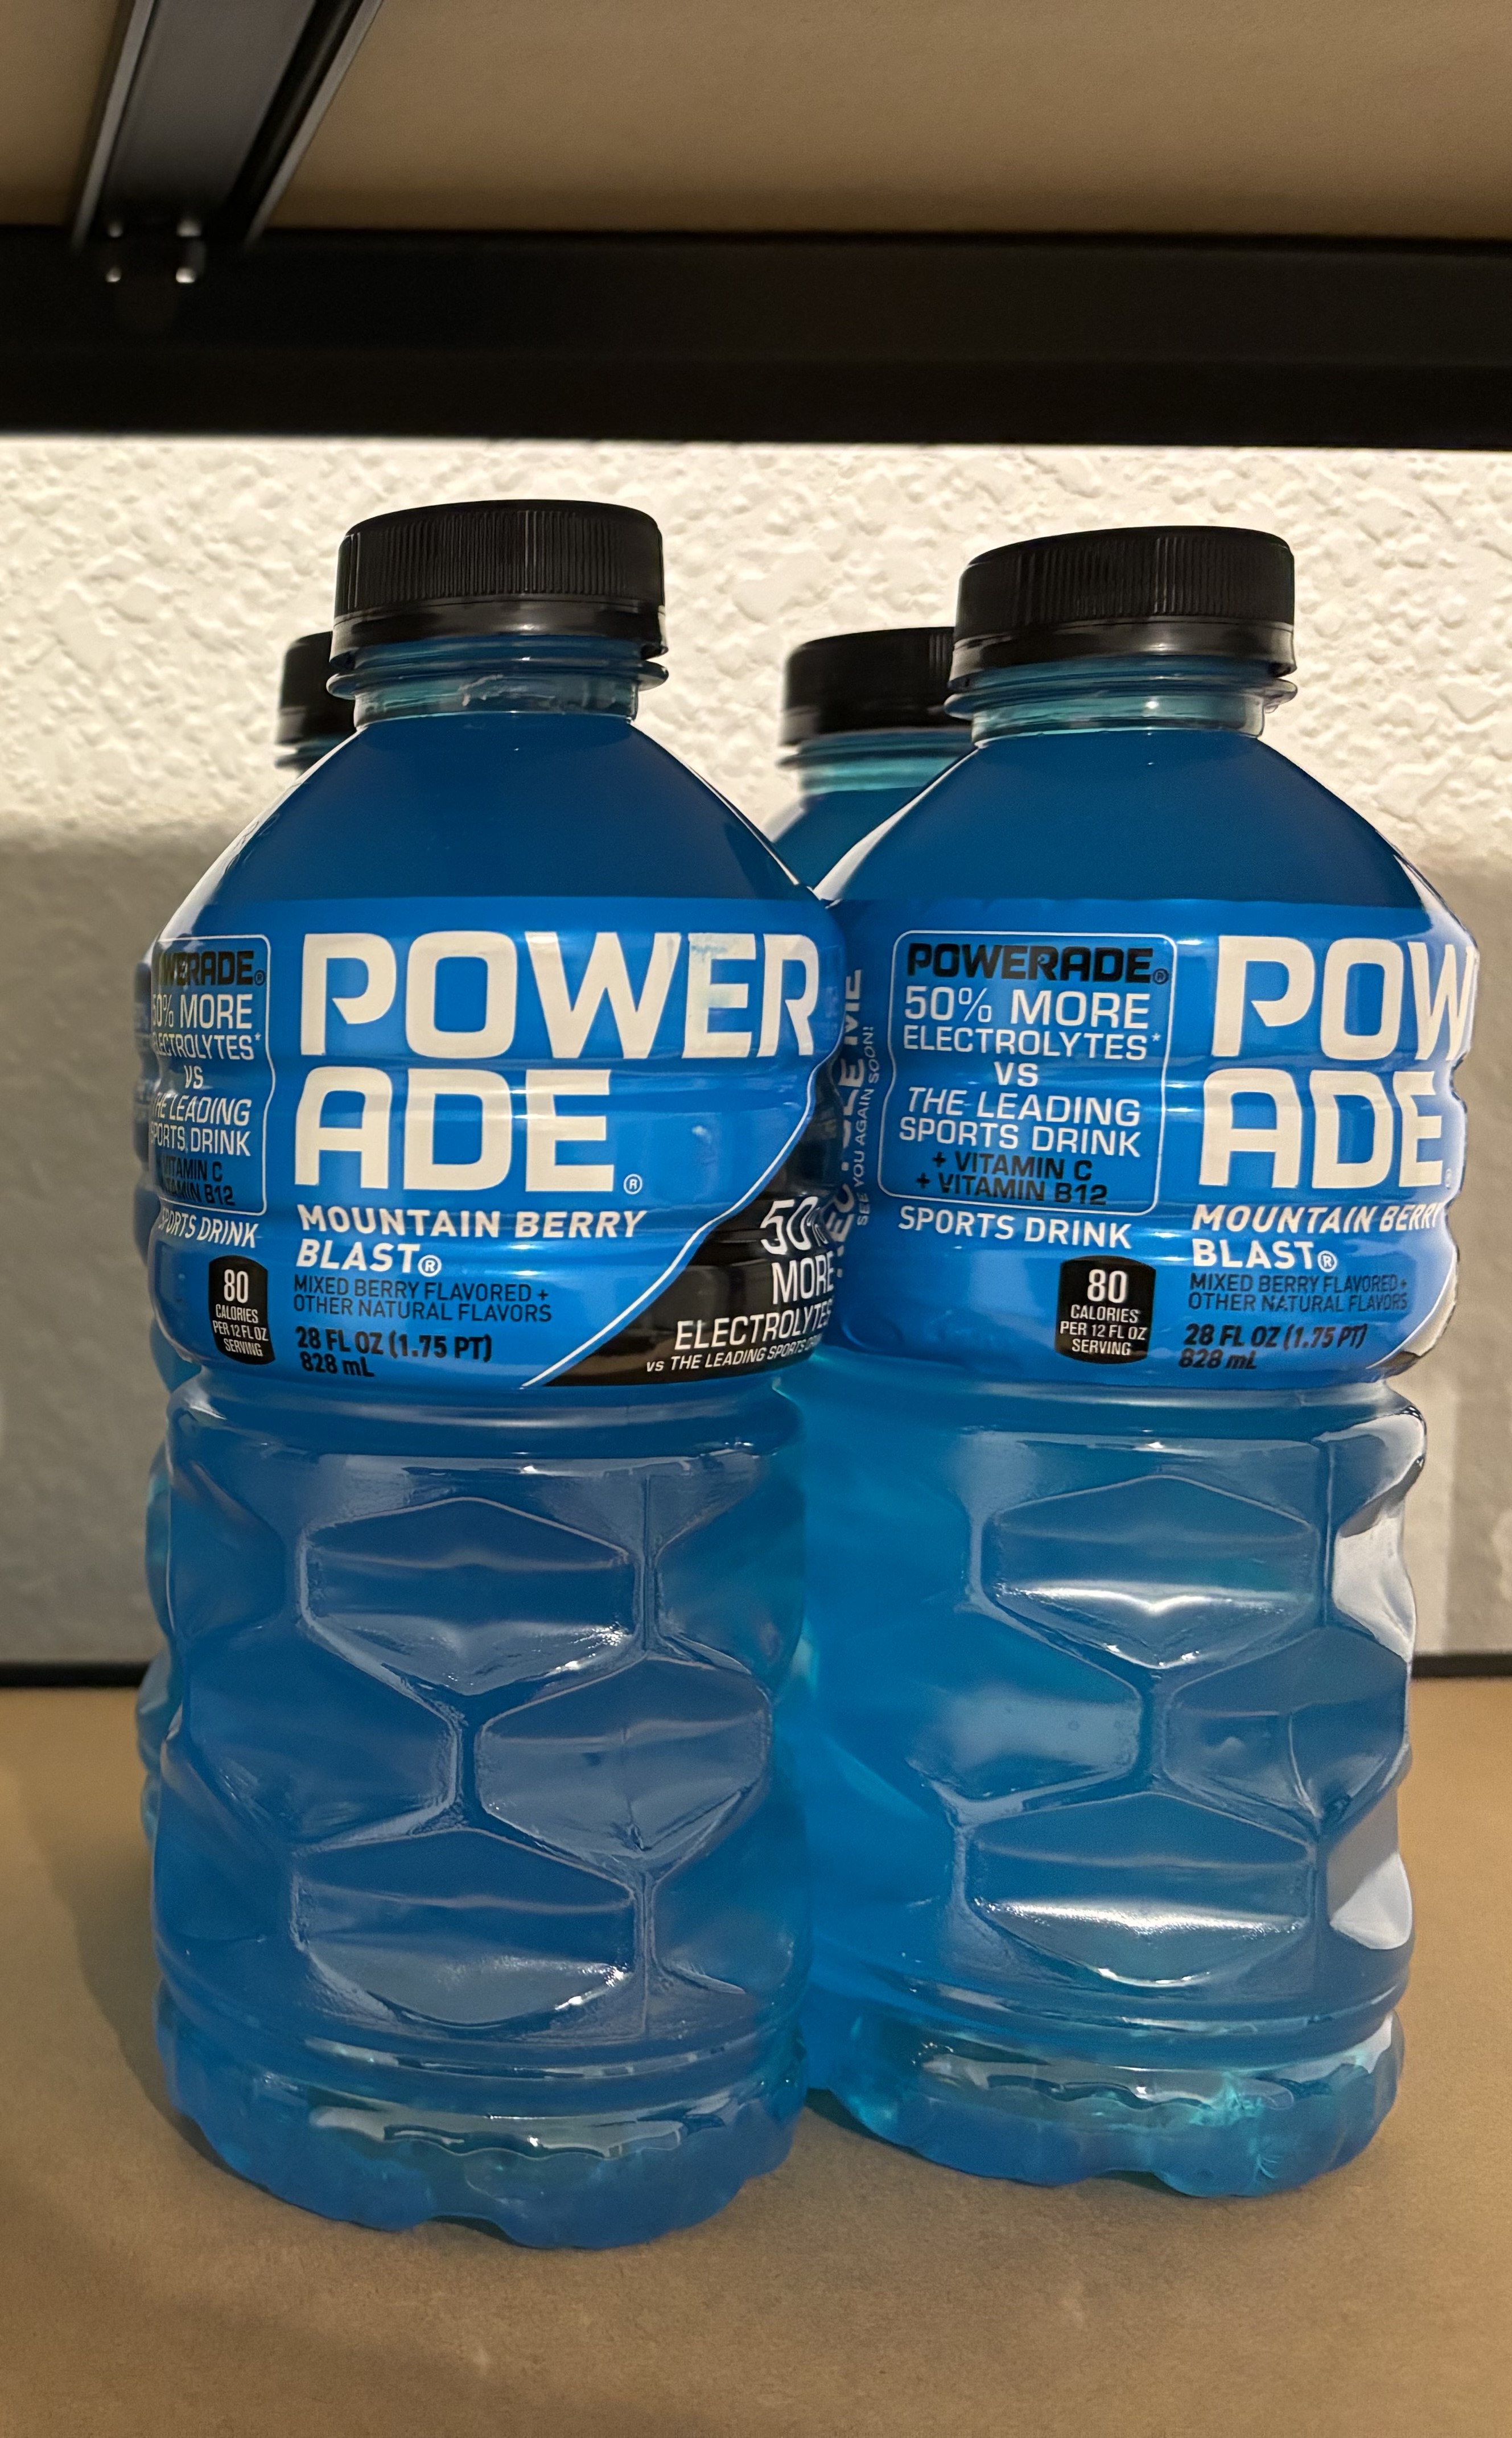 POWERADE®
50% MORE
ELECTROLYTES*
VS
THE LEADING
SPORTS DRINK
VITAMIN C
B12
SPORTS DRINK
80
CALORIES
PER 12 FL OZ
SERVING
POWER
ADE®
MOUNTAIN BERRY
BLAST®
MIXED BERRY FLAVORED +
OTHER NATURAL FLAVORS
28 FL OZ (1.75 PT)
828 mL
50
MORE
ELECTROLYTES
VS THE LEADING SPORTS
ME
SEE YOU AGAIN SOON!
POWERADE®
50% MORE
ELECTROLYTES*
VS
THE LEADING
SPORTS DRINK
+ VITAMIN C
+ VITAMIN B12
SPORTS DRINK
80
CALORIES
PER 12 FL OZ
SERVING
POW
ADE®
MOUNTAIN BERR
BLAST®
MIXED BERRY FLAVORED +
OTHER NATURAL FLAVORS
28 FL OZ (1.75 PT)
828 mL